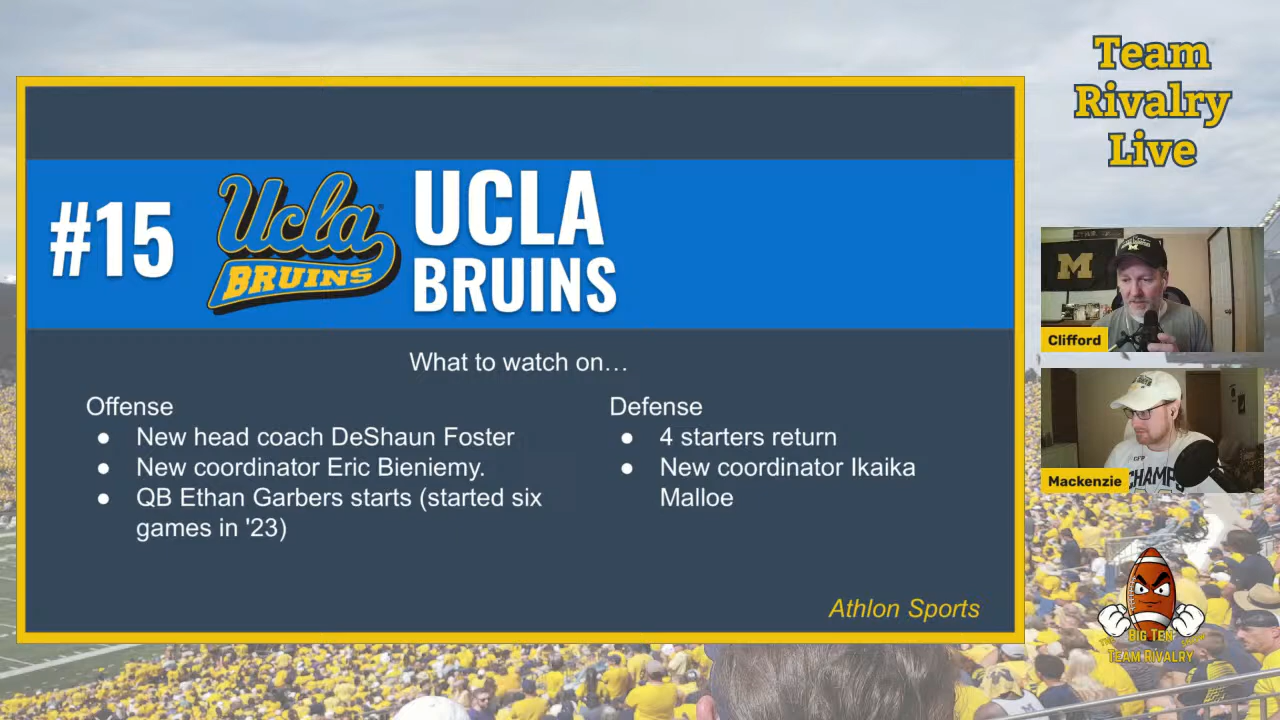 Team
Rivalry
Live
#15
Ucla
BRUINS
UCLA
BRUINS
What to watch on…
Offense
● New head coach DeShaun Foster
● New coordinator Eric Bieniemy.
● QB Ethan Garbers starts (started six
games in '23)
Defense
● 4 starters return
● New coordinator Ikaika
Malloe
Athlon Sports
M
Clifford
CHAMPS
Mackenzie
THE
BIG TEN
SHOW
TEAM RIVALRY